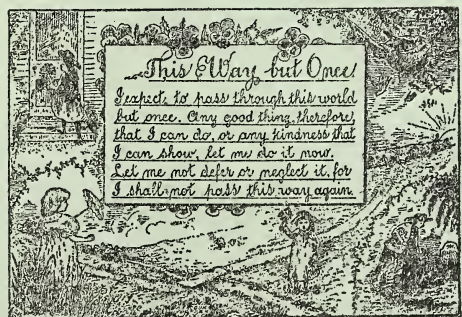 This Way, but Once!
I expect to pass through this world
but once. Any good thing, therefore,
that I can do, or any kindness that
I can show, let me do it now.
Let me not defer or neglect it, for
I shall not pass this way again.